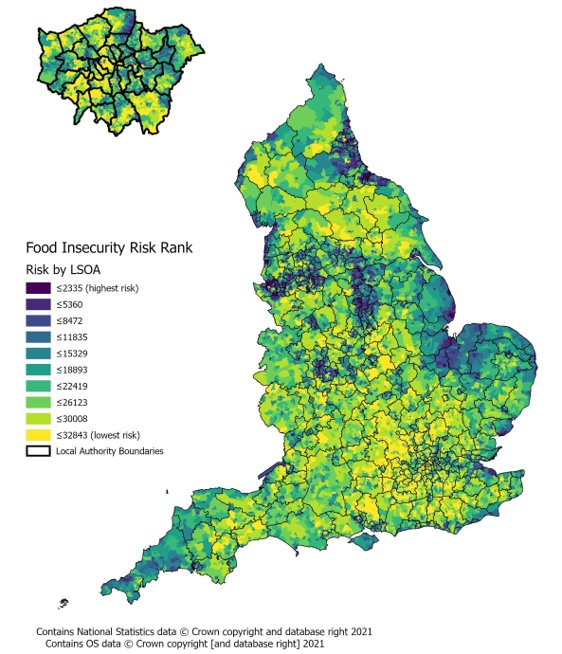 Food Insecurity Risk Rank
Risk by LSOA
≤2335 (highest risk)
≤5360
≤8472
≤11835
≤15329
≤18893
≤22419
≤26123
≤30008
≤32843 (lowest risk)
Local Authority Boundaries
Contains National Statistics data © Crown copyright and database right 2021
Contains OS data © Crown copyright [and database right] 2021